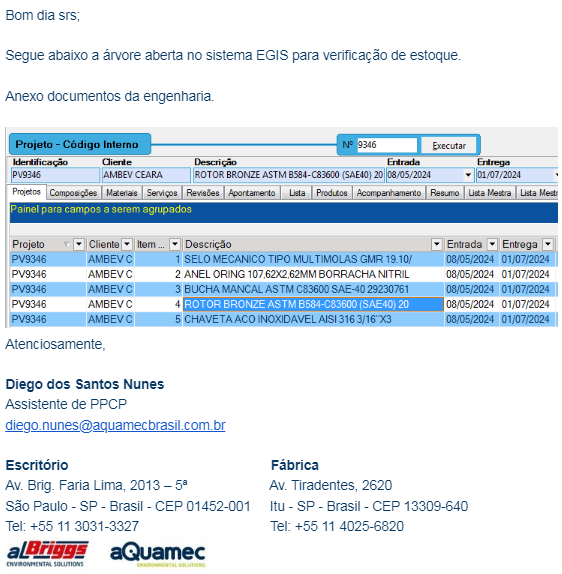 Bom dia srs;
Segue abaixo a árvore aberta no sistema EGIS para verificação de estoque.
Anexo documentos da engenharia.
Projeto - Código Interno Nº 9346 Executar
Identificação Cliente Descrição Entrada Entrega
PV9346 AMBEV CEARA ROTOR BRONZE ASTM B584-C83600 (SAE40) 20 08/05/2024 01/07/2024
Projetos Composições Materiais Serviços Revisões Apontamento Lista Produtos Acompanhamento Resumo Lista Mestra Lista Mestr
Painel para campos a serem agrupados
Projeto Cliente Item ... Descrição Entrada Entrega
PV9346 AMBEV C 1 SELO MECANICO TIPO MULTIMOLAS GMR 19.10/ 08/05/2024 01/07/2024
PV9346 AMBEV C 2 ANEL ORING 107,62X2,62MM BORRACHA NITRIL 08/05/2024 01/07/2024
PV9346 AMBEV C 3 BUCHA MANCAL ASTM C83600 SAE-40 29230761 08/05/2024 01/07/2024
PV9346 AMBEV C 4 ROTOR BRONZE ASTM B584-C83600 (SAE40) 20 08/05/2024 01/07/2024
PV9346 AMBEV C 5 CHAVETA ACO INOXIDAVEL AISI 316 3/16"X3 08/05/2024 01/07/2024
Atenciosamente,
Diego dos Santos Nunes
Assistente de PPCP
diego.nunes@aquamecbrasil.com.br
Escritório Fábrica
Av. Brig. Faria Lima, 2013 – 5ª Av. Tiradentes, 2620
São Paulo - SP - Brasil - CEP 01452-001 Itu - SP - Brasil - CEP 13309-640
Tel: +55 11 3031-3327 Tel: +55 11 4025-6820
alBriggs aQuamec
ENVIRONMENTAL SOLUTIONS ENVIRONMENTAL SOLUTIONS